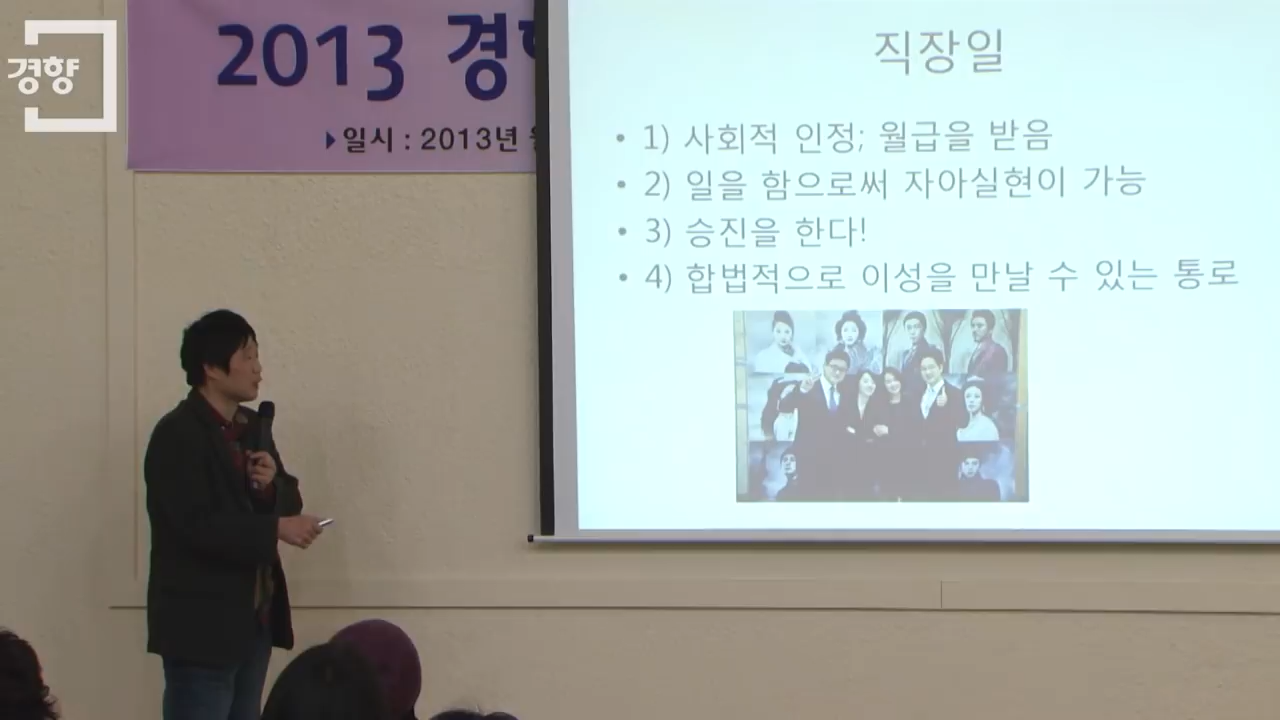 경향
2013 경
일시 : 2013년
직장일
• 1) 사회적 인정; 월급을 받음
• 2) 일을 함으로써 자아실현이 가능
• 3) 승진을 한다!
• 4) 합법적으로 이성을 만날 수 있는 통로